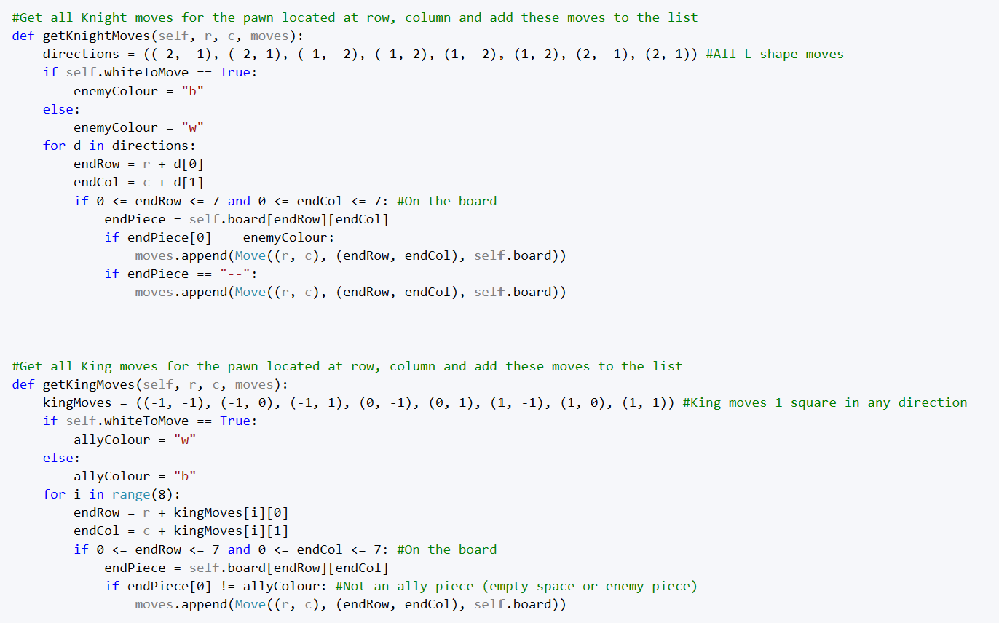 #Get all Knight moves for the pawn located at row, column and add these moves to the list
def getKnightMoves(self, r, c, moves):
    directions = ((-2, -1), (-2, 1), (-1, -2), (-1, 2), (1, -2), (1, 2), (2, -1), (2, 1)) #All L shape moves
    if self.whiteToMove == True:
        enemyColour = "b"
    else:
        enemyColour = "w"
    for d in directions:
        endRow = r + d[0]
        endCol = c + d[1]
        if 0 <= endRow <= 7 and 0 <= endCol <= 7: #On the board
            endPiece = self.board[endRow][endCol]
            if endPiece[0] == enemyColour:
                moves.append(Move((r, c), (endRow, endCol), self.board))
            if endPiece == "--":
                moves.append(Move((r, c), (endRow, endCol), self.board))
#Get all King moves for the pawn located at row, column and add these moves to the list
def getKingMoves(self, r, c, moves):
    kingMoves = ((-1, -1), (-1, 0), (-1, 1), (0, -1), (0, 1), (1, -1), (1, 0), (1, 1)) #King moves 1 square in any direction
    if self.whiteToMove == True:
        allyColour = "w"
    else:
        allyColour = "b"
    for i in range(8):
        endRow = r + kingMoves[i][0]
        endCol = c + kingMoves[i][1]
        if 0 <= endRow <= 7 and 0 <= endCol <= 7: #On the board
            endPiece = self.board[endRow][endCol]
            if endPiece[0] != allyColour: #Not an ally piece (empty space or enemy piece)
                moves.append(Move((r, c), (endRow, endCol), self.board))